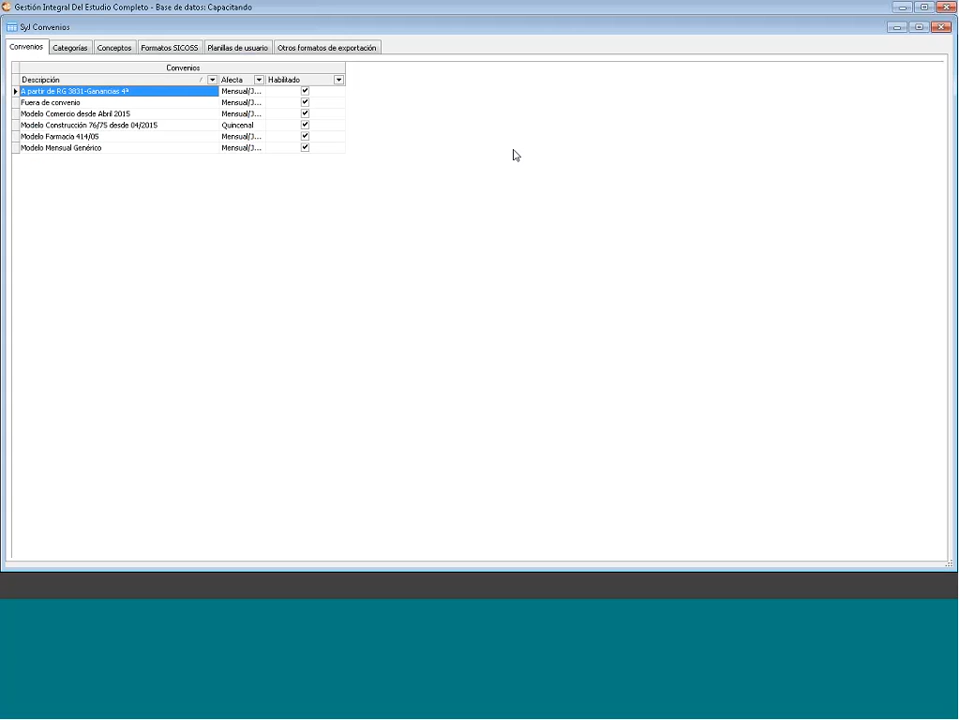 Gestión Integral Del Estudio Completo - Base de datos: Capacitando
SyJ Convenios
Convenios Categorías Conceptos Formatos SICOSS Planillas de usuario Otros formatos de exportación
Convenios
Descripción Afecta Habilitado
A partir de RG 3831-Ganancias 4ª Mensual/J...
Fuera de convenio Mensual/J...
Modelo Comercio desde Abril 2015 Mensual/J...
Modelo Construcción 76/75 desde 04/2015 Quincenal
Modelo Farmacia 414/05 Mensual/J...
Modelo Mensual Genérico Mensual/J...